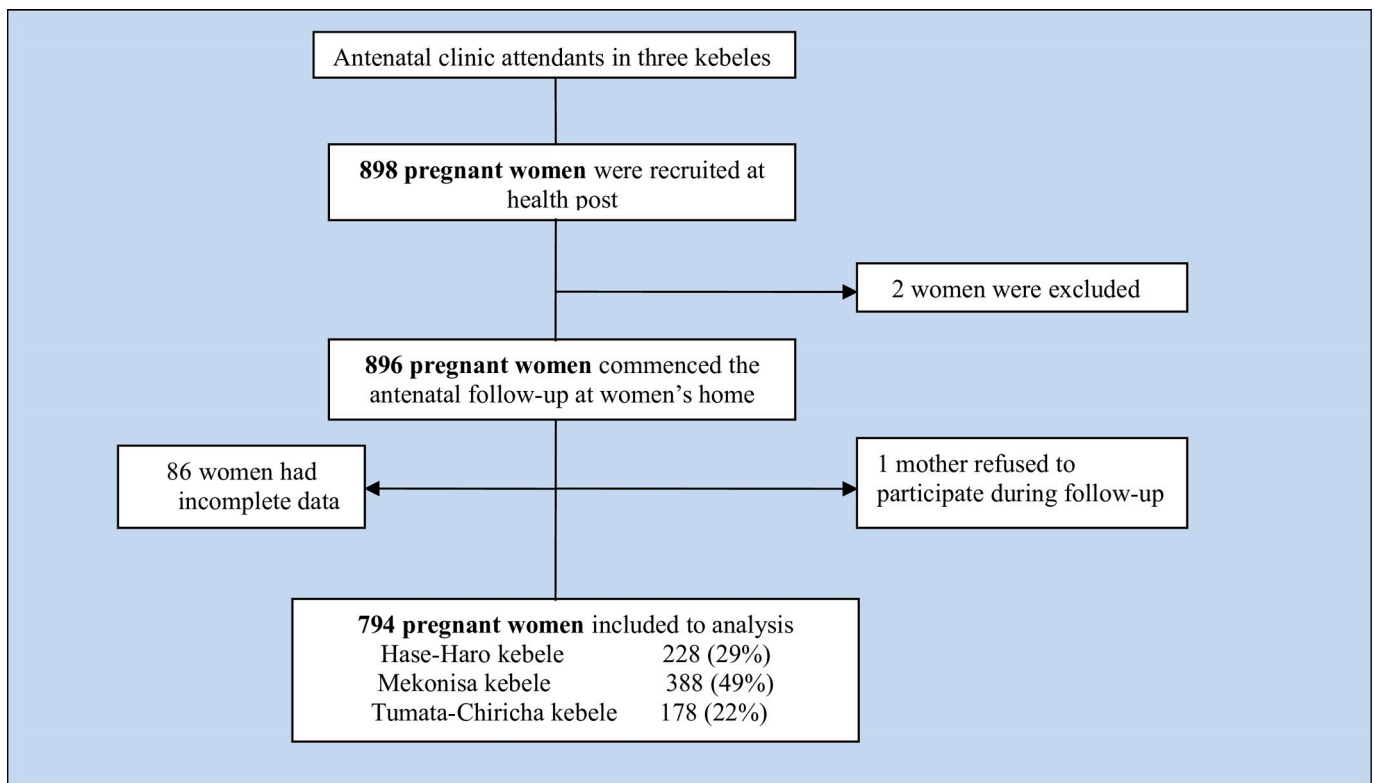 Antenatal clinic attendants in three kebeles
898 pregnant women were recruited at
health post
2 women were excluded
896 pregnant women commenced the
antenatal follow-up at women’s home
86 women had
incomplete data
1 mother refused to
participate during follow-up
794 pregnant women included to analysis
Hase-Haro kebele 228 (29%)
Mekonisa kebele 388 (49%)
Tumata-Chiricha kebele 178 (22%)